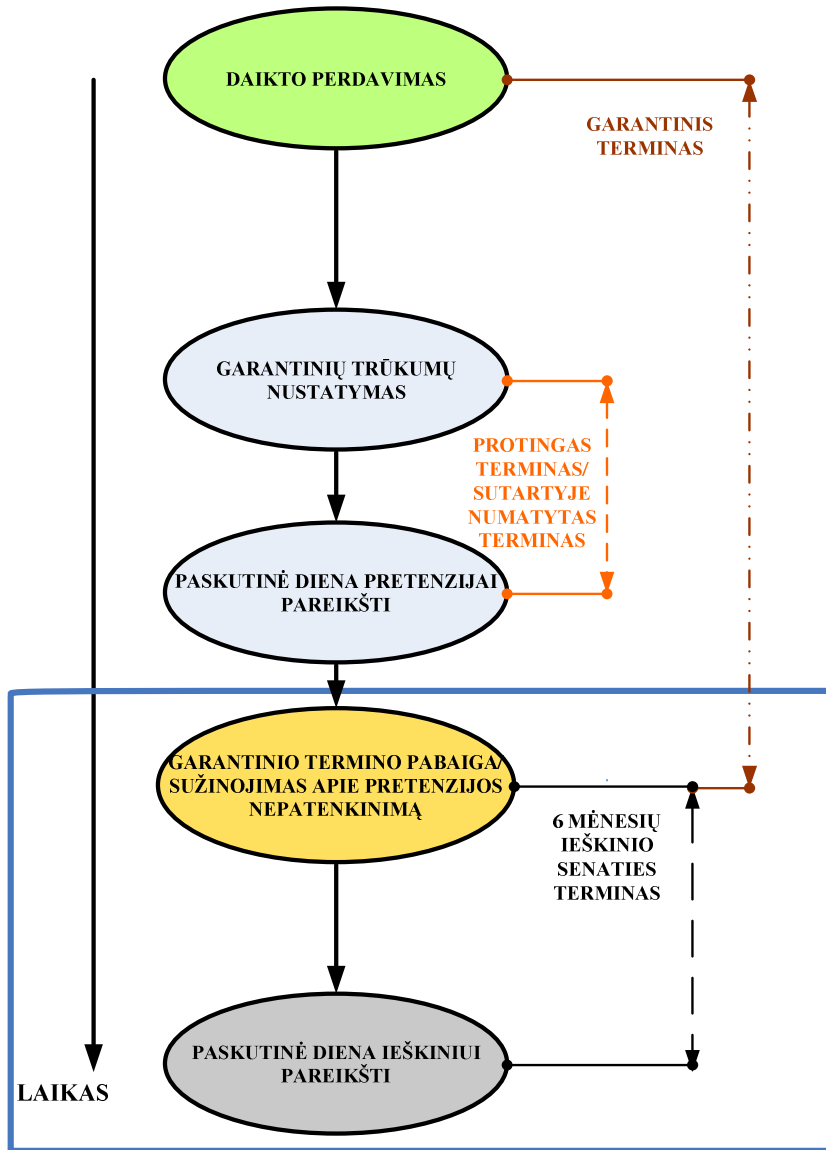 DAIKTO PERDAVIMAS
GARANTINIS
TERMINAS
GARANTINIŲ TRŪKUMŲ
NUSTATYMAS
PROTINGAS
TERMINAS/
SUTARTYJE
NUMATYTAS
TERMINAS
PASKUTINĖ DIENA PRETENZIJAI
PAREIKŠTI
GARANTINIO TERMINO PABAIGA/
SUŽINOJIMAS APIE PRETENZIJOS
NEPATENKINIMĄ
6 MĖNESIŲ
IEŠKINIO
SENATIES
TERMINAS
PASKUTINĖ DIENA IEŠKINIUI
PAREIKŠTI
LAIKAS